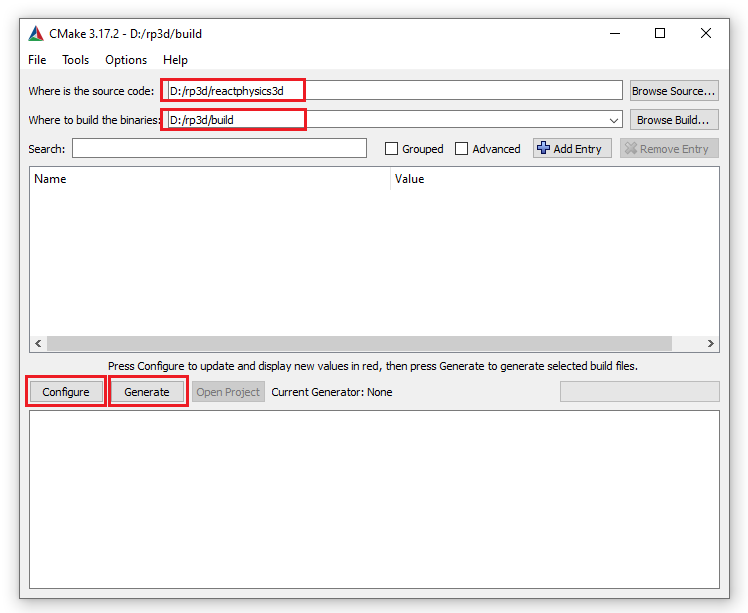 CMake 3.17.2 - D:/rp3d/build
File Tools Options Help
Where is the source code: D:/rp3d/reactphysics3d Browse Source...
Where to build the binaries: D:/rp3d/build Browse Build...
Search: Grouped Advanced Add Entry Remove Entry
Name Value
Press Configure to update and display new values in red, then press Generate to generate selected build files.
Configure Generate Open Project Current Generator: None